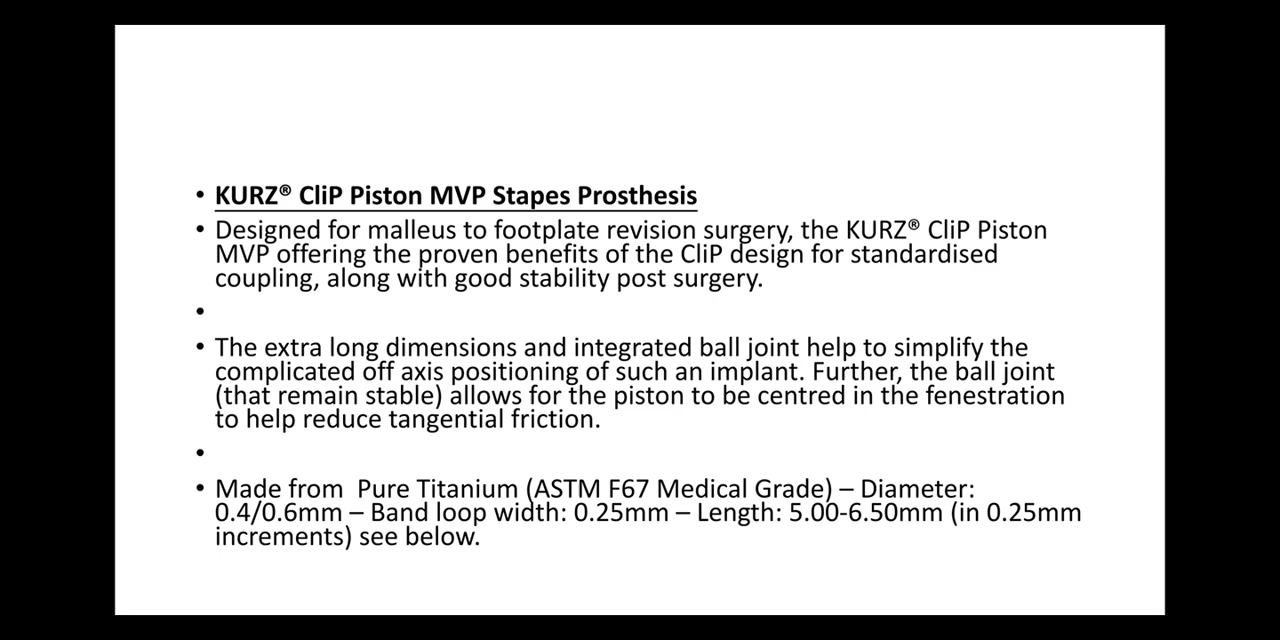 • KURZ® CliP Piston MVP Stapes Prosthesis
• Designed for malleus to footplate revision surgery, the KURZ® CliP Piston
MVP offering the proven benefits of the CliP design for standardised
coupling, along with good stability post surgery.
•
• The extra long dimensions and integrated ball joint help to simplify the
complicated off axis positioning of such an implant. Further, the ball joint
(that remain stable) allows for the piston to be centred in the fenestration
to help reduce tangential friction.
•
• Made from  Pure Titanium (ASTM F67 Medical Grade) – Diameter:
0.4/0.6mm – Band loop width: 0.25mm – Length: 5.00-6.50mm (in 0.25mm
increments) see below.